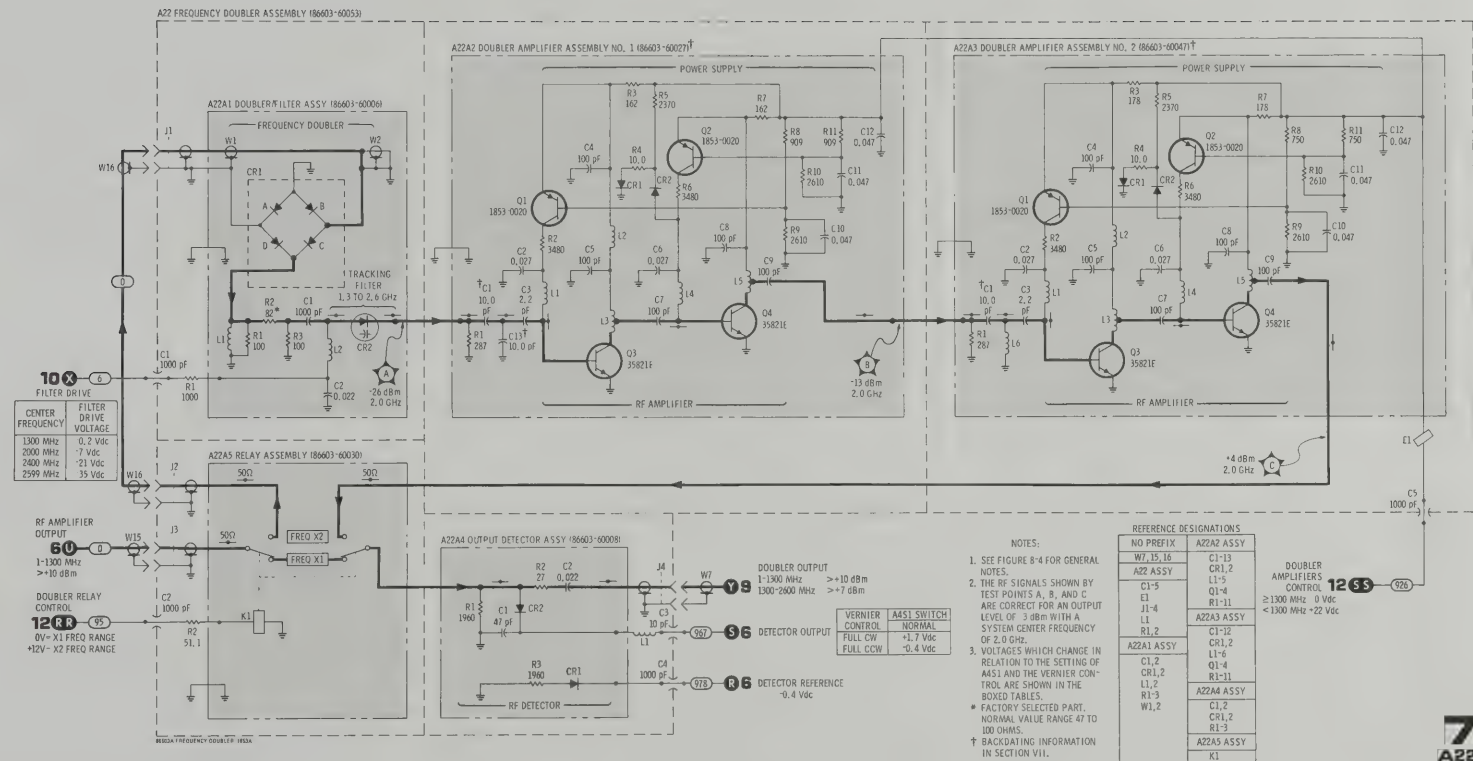 A22 FREQUENCY DOUBLER ASSEMBLY (86603-60053)
A22A1 DOUBLER/FILTER ASSY (86603-60006)
FREQUENCY DOUBLER
J1
W1
W2
W16
CR1
A
B
D
C
0
TRACKING
FILTER
1.3 TO 2.6 GHz
R2
82*
C1
1000 pF
L1
R1
100
R3
100
L2
CR2
C1
1000 pF
A
-26 dBm
2.0 GHz
10 X 6
FILTER DRIVE
R1
1000
C2
0.022
CENTER
FREQUENCY
FILTER
DRIVE
VOLTAGE
1300 MHz 0.2 Vdc
2000 MHz -7 Vdc
2400 MHz -21 Vdc
2599 MHz 35 Vdc
A22A2 DOUBLER AMPLIFIER ASSEMBLY NO. 1 (86603-60027)†
POWER SUPPLY
R3
162
R5
2370
R7
162
C4
100 pF
R4
10.0
Q2
1853-0020
R8
909
R11
909
C12
0.047
CR1
CR2
R10
2610
C11
0.047
R6
3480
Q1
1853-0020
R2
3480
L2
C8
100 pF
R9
2610
C10
0.047
C2
0.027
C5
100 pF
C6
0.027
C9
100 pF
L5
†C1
10.0
pF
C3
2.2
pF
L1
L4
C7
100 pF
L3
Q4
35821E
R1
287
C13†
10.0 pF
Q3
35821E
RF AMPLIFIER
B
-13 dBm
2.0 GHz
A22A3 DOUBLER AMPLIFIER ASSEMBLY NO. 2 (86603-60047)†
POWER SUPPLY
R3
178
R5
2370
R7
178
C4
100 pF
R4
10.0
Q2
1853-0020
R8
750
R11
750
C12
0.047
CR1
CR2
R10
2610
C11
0.047
R6
3480
Q1
1853-0020
R2
3480
L2
C8
100 pF
R9
2610
C10
0.047
C2
0.027
C5
100 pF
C6
0.027
C9
100 pF
L5
†C1
10.0
pF
C3
2.2
pF
L1
L4
C7
100 pF
L3
Q4
35821E
R1
287
L6
Q3
35821E
RF AMPLIFIER
E1
+4 dBm
2.0 GHz
C
C5
1000 pF
A22A5 RELAY ASSEMBLY (86603-60030)
W16
J2
50Ω
50Ω
FREQ X2
RF AMPLIFIER
OUTPUT
6 U 0
1-1300 MHz
>+10 dBm
W15
J3
50Ω
FREQ X1
DOUBLER RELAY
CONTROL
12 RR 95
0V= X1 FREQ RANGE
+12V- X2 FREQ RANGE
C2
1000 pF
R2
51.1
K1
86603A FREQUENCY DOUBLER 1853A
A22A4 OUTPUT DETECTOR ASSY (86603-60008)
R2
27
C2
0.022
J4
W7
Y 9
DOUBLER OUTPUT
1-1300 MHz >+10 dBm
1300-2600 MHz >+7 dBm
R1
1960
C1
47 pF
CR2
C3
10 pF
L1
967 S 6 DETECTOR OUTPUT
VERNIER
CONTROL
A4S1 SWITCH
NORMAL
FULL CW +1.7 Vdc
FULL CCW -0.4 Vdc
R3
1960
CR1
C4
1000 pF
978 R 6 DETECTOR REFERENCE
-0.4 Vdc
RF DETECTOR
NOTES:
1. SEE FIGURE 8-4 FOR GENERAL
NOTES.
2. THE RF SIGNALS SHOWN BY
TEST POINTS A, B, AND C
ARE CORRECT FOR AN OUTPUT
LEVEL OF 3 dBm WITH A
SYSTEM CENTER FREQUENCY
OF 2.0 GHz.
3. VOLTAGES WHICH CHANGE IN
RELATION TO THE SETTING OF
A4S1 AND THE VERNIER CON-
TROL ARE SHOWN IN THE
BOXED TABLES.
* FACTORY SELECTED PART.
NORMAL VALUE RANGE 47 TO
100 OHMS.
† BACKDATING INFORMATION
IN SECTION VII.
REFERENCE DESIGNATIONS
NO PREFIX
W7,15,16
A22 ASSY
C1-5
E1
J1-4
L1
R1,2
A22A1 ASSY
C1,2
CR1,2
L1,2
R1-3
W1,2
A22A2 ASSY
C1-13
CR1,2
L1-5
Q1-4
R1-11
A22A3 ASSY
C1-12
CR1,2
L1-6
Q1-4
R1-11
A22A4 ASSY
C1,2
CR1,2
R1-3
A22A5 ASSY
K1
DOUBLER
AMPLIFIERS
CONTROL 12 SS 926
≥1300 MHz 0 Vdc
<1300 MHz +22 Vdc
7
A22